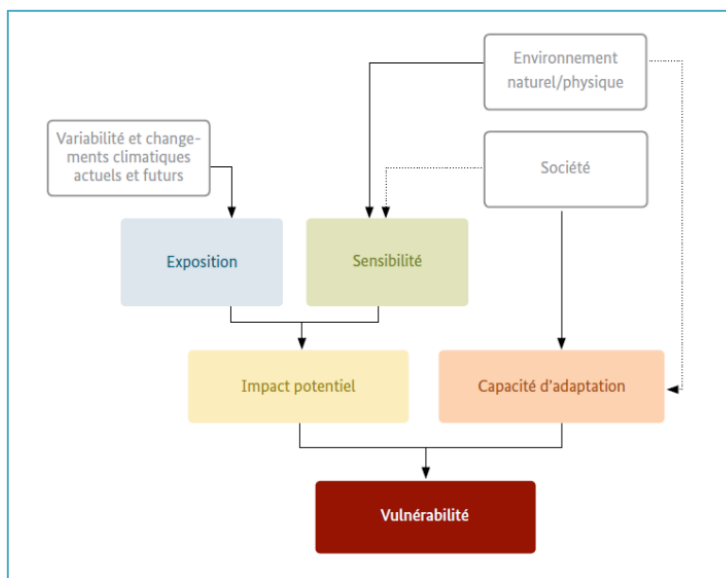 Environnement
naturel/physique
Variabilité et change-
ments climatiques
actuels et futurs
Société
Exposition
Sensibilité
Impact potentiel
Capacité d'adaptation
Vulnérabilité